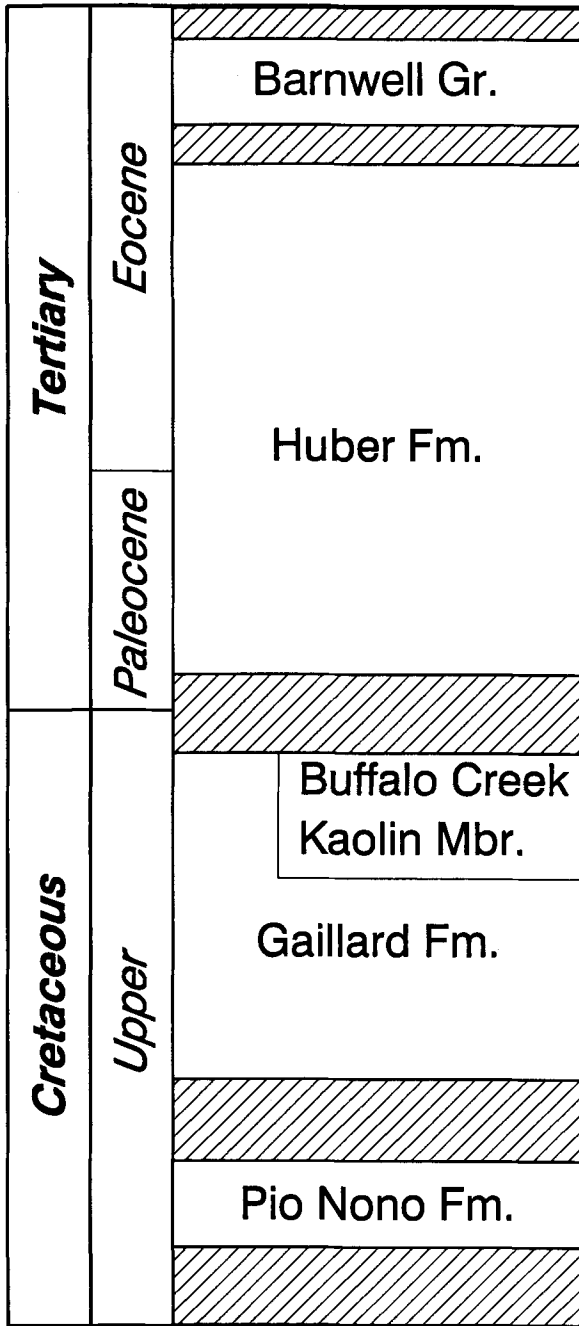 Tertiary
Eocene
Paleocene
Barnwell Gr.
Huber Fm.
Cretaceous
Upper
Buffalo Creek
Kaolin Mbr.
Gaillard Fm.
Pio Nono Fm.